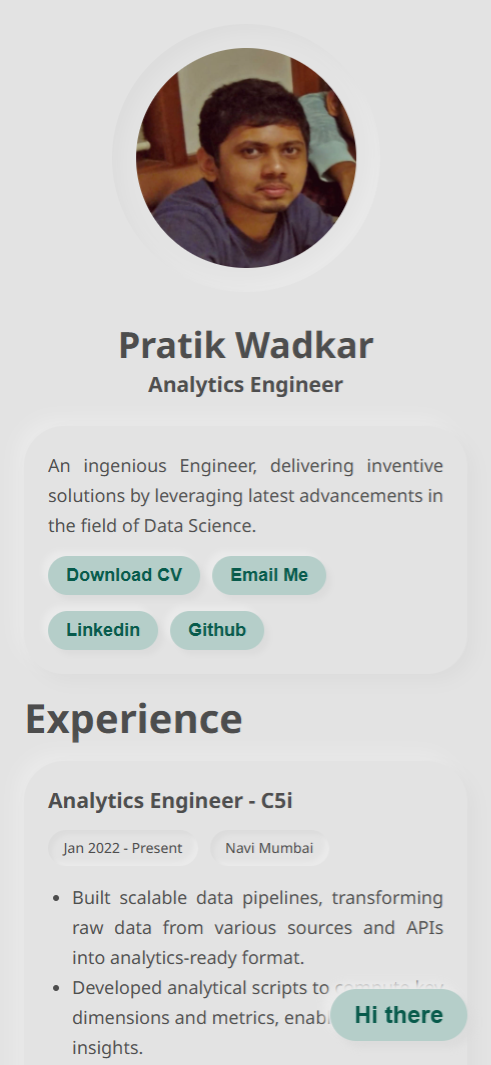 Pratik Wadkar
Analytics Engineer
An ingenious Engineer, delivering inventive
solutions by leveraging latest advancements in
the field of Data Science.
Download CV
Email Me
Linkedin
Github
Experience
Analytics Engineer - C5i
Jan 2022 - Present
Navi Mumbai
Built scalable data pipelines, transforming
raw data from various sources and APIs
into analytics-ready format.
Developed analytical scripts to compute key
dimensions and metrics,
insights.
Hi there